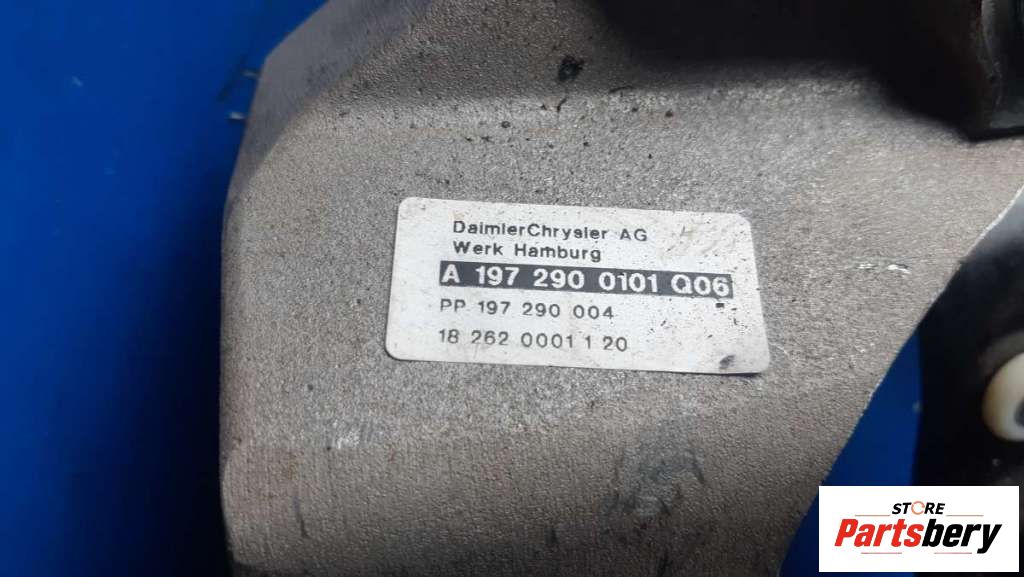 DaimlerChrysler AG
Werk Hamburg
A 197 290 0101 Q06
PP 197 290 004
18 262 0001 1 20
STORE
Partsbery